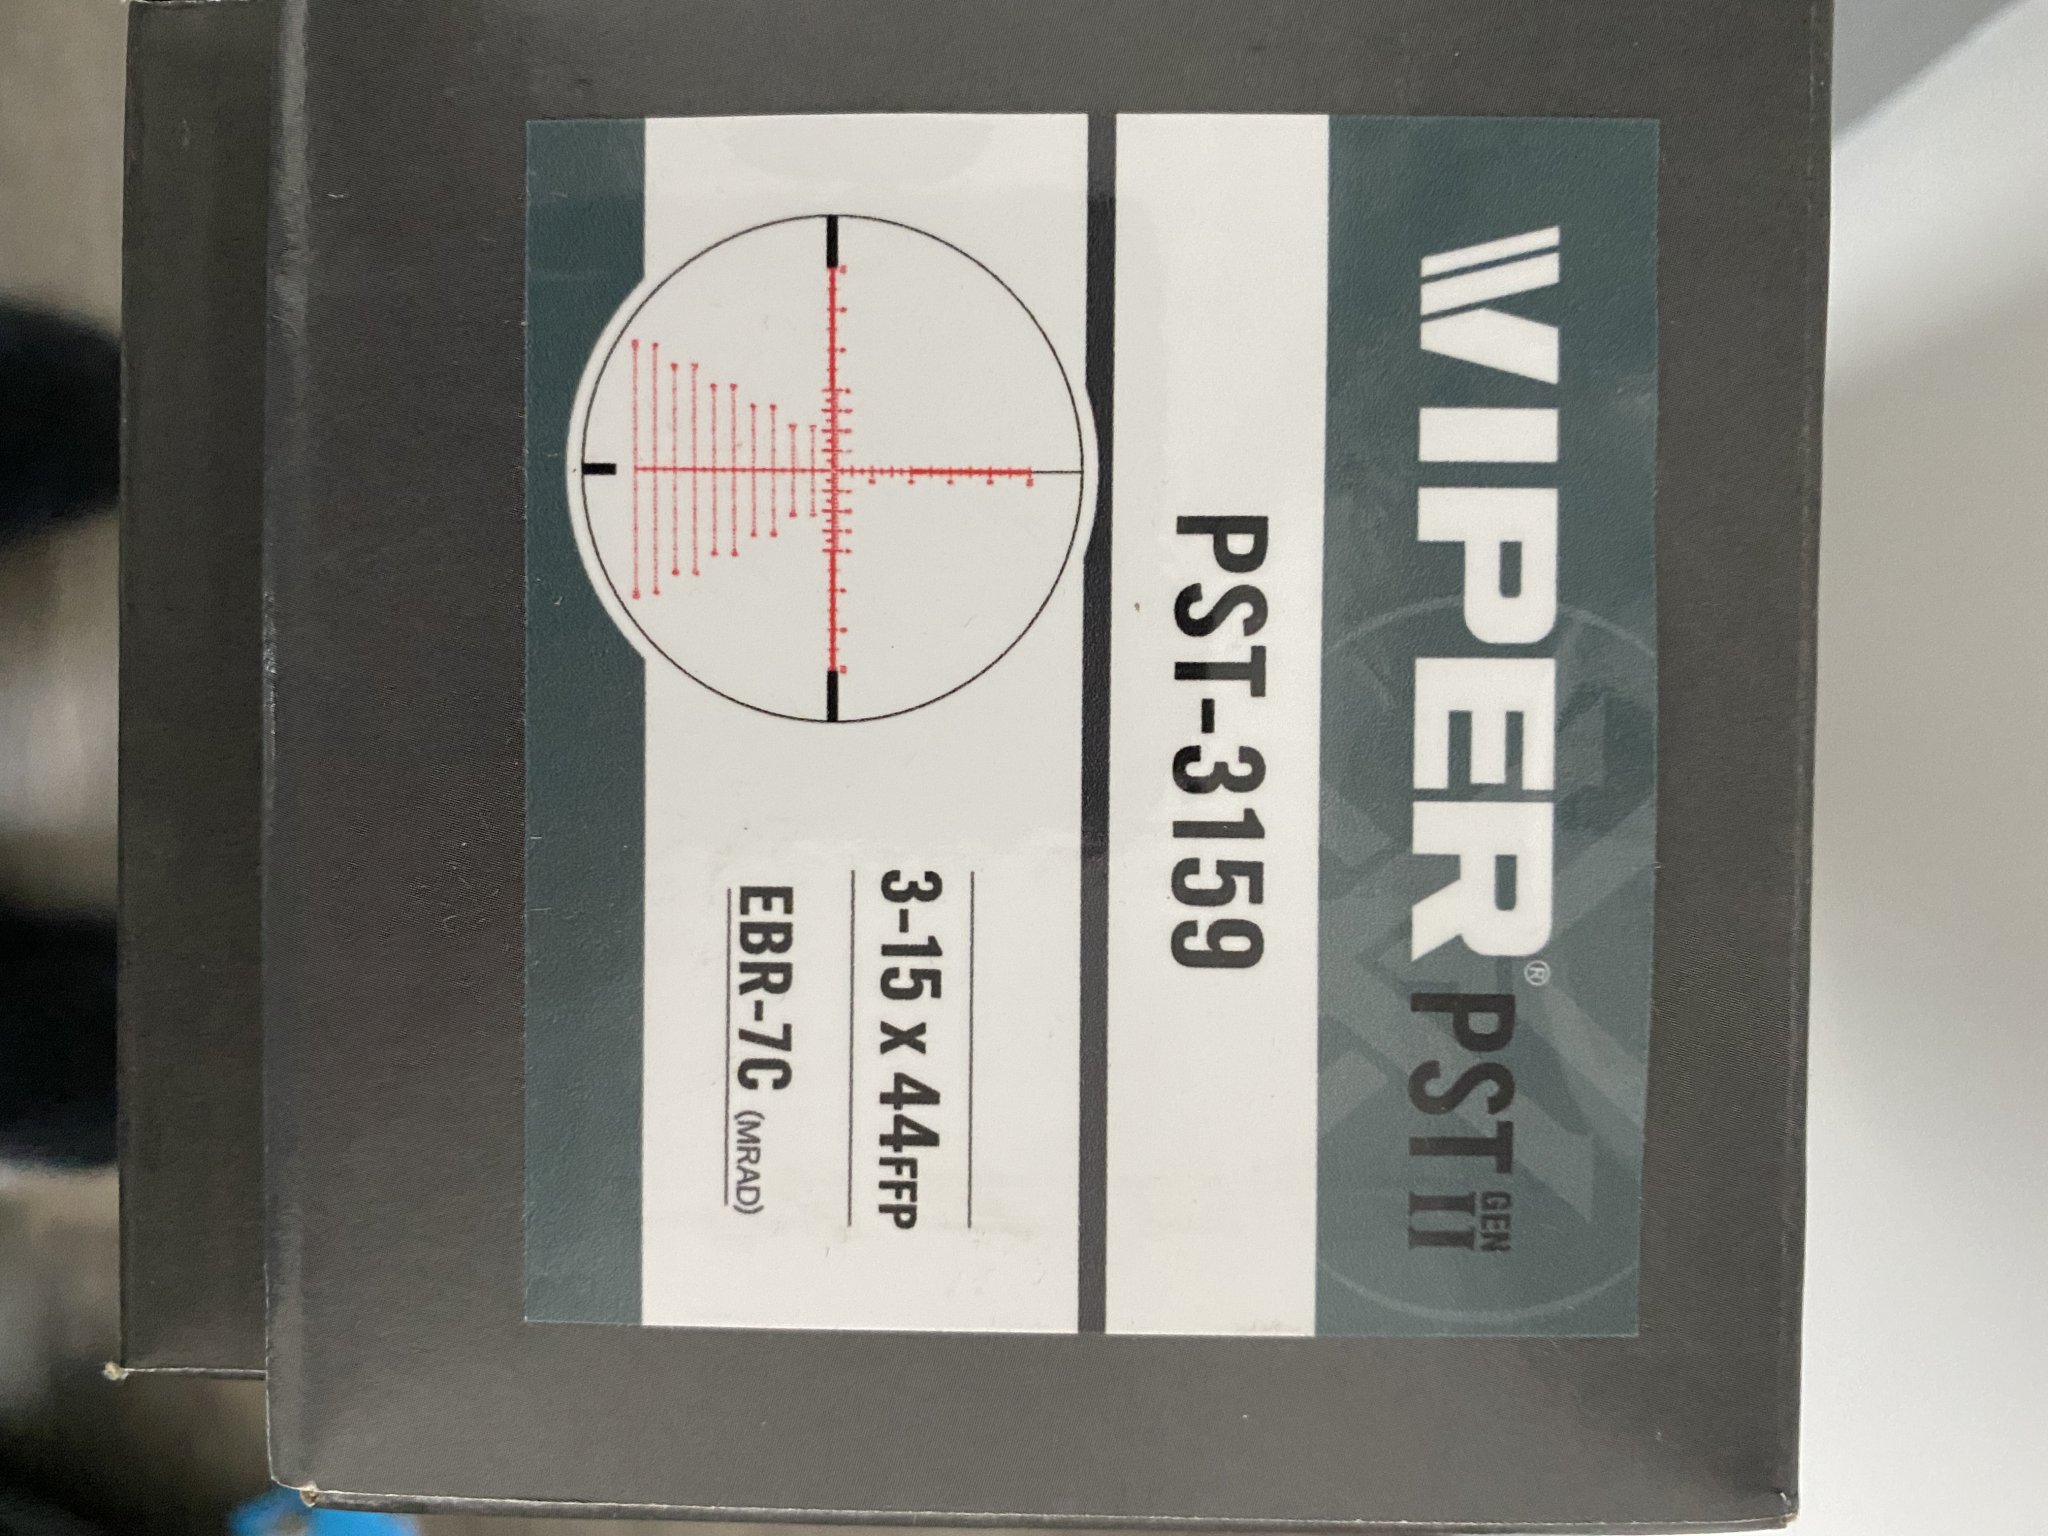 VIPER® PST GEN II
PST-3159
3-15 x 44FFP
EBR-7C (MRAD)